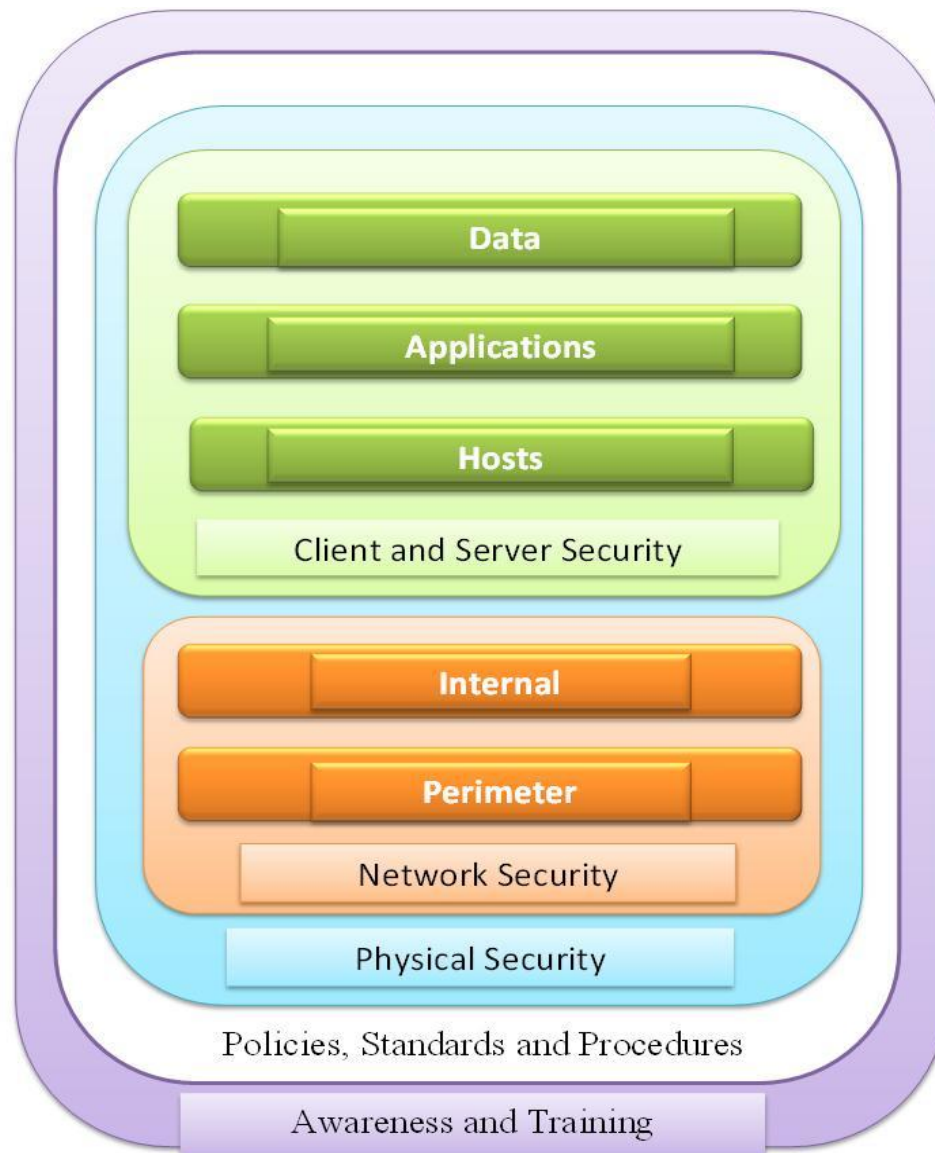 Data
Applications
Hosts
Client and Server Security
Internal
Perimeter
Network Security
Physical Security
Policies, Standards and Procedures
Awareness and Training